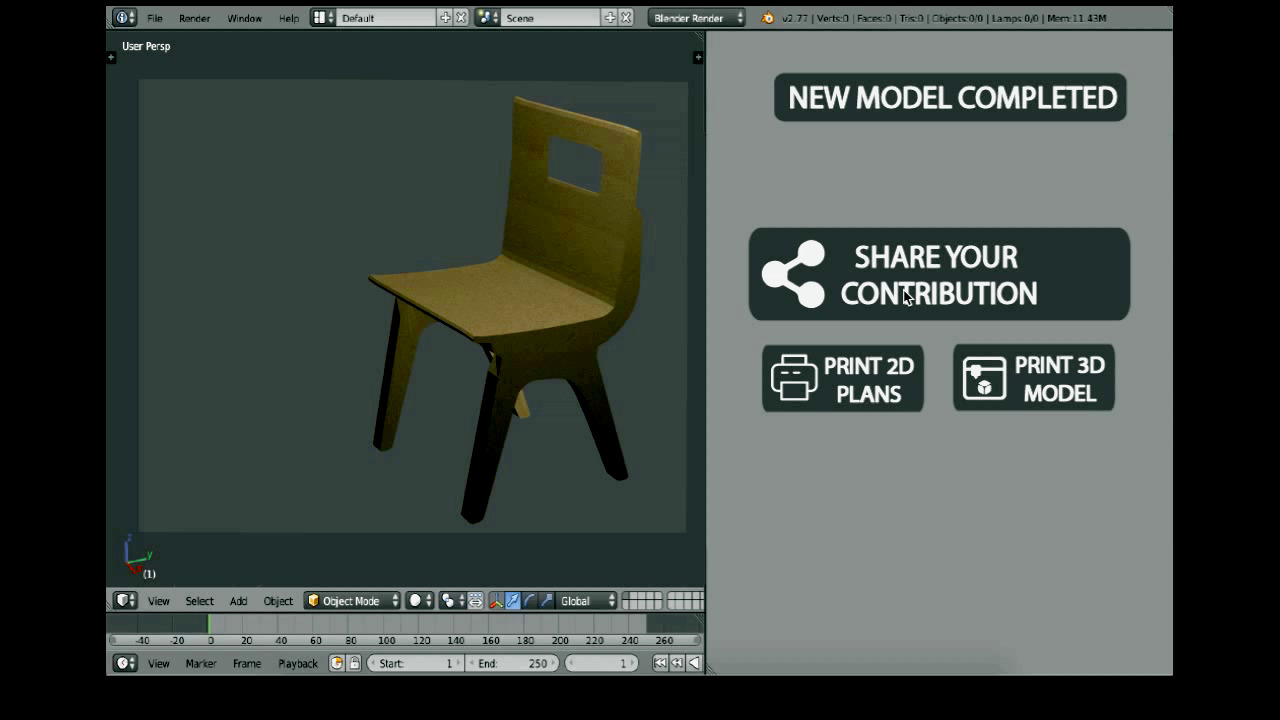 File Render Window Help Default Scene Blender Render v2.77 | Verts:0 | Faces:0 | Tris:0 | Objects:0/0 | Lamps:0/0 | Mem:11.43M
User Persp
NEW MODEL COMPLETED
SHARE YOUR
CONTRIBUTION
PRINT 2D
PLANS
PRINT 3D
MODEL
z
y
x
(1)
View Select Add Object Object Mode Global
-40 -20 0 20 40 60 80 100 120 140 160 180 200 220 240 260
View Marker Frame Playback Start: 1 End: 250 1